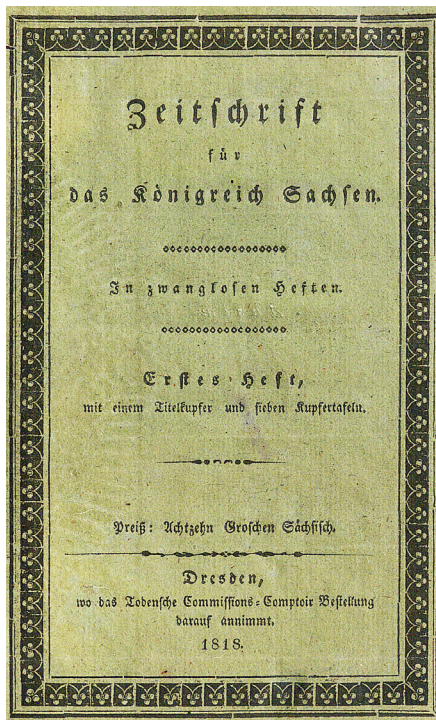 Zeitschrift
für
das Königreich Sachsen.
In zwanglosen Heften.
Erstes Heft,
mit einem Titelkupfer und sieben Kupfertafeln.
Preiß: Achtzehn Groschen Sächsisch.
Dresden,
wo das Todensche Commissions-Comptoir Bestellung
darauf annimmt.
1818.